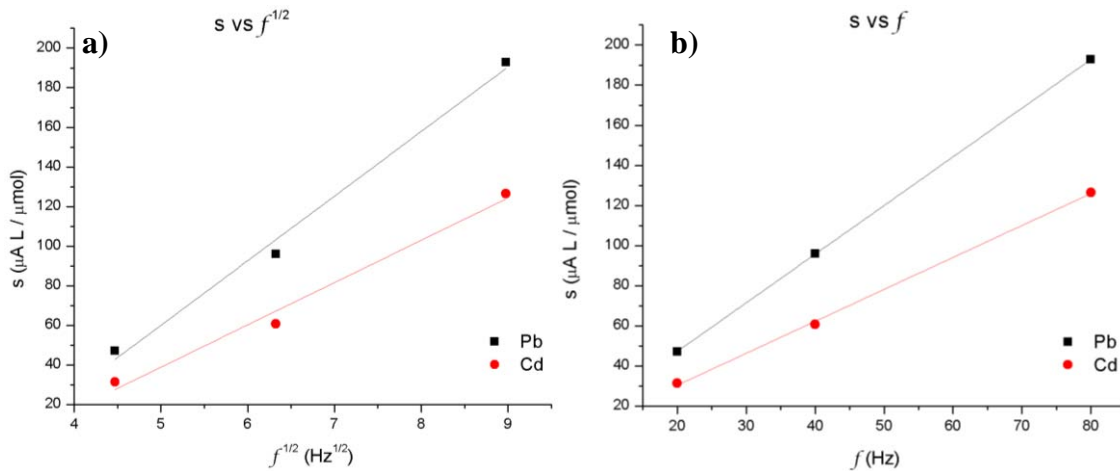 a)
s vs f^1/2
s (μA L / μmol)
200
180
160
140
120
100
80
60
40
20
4
5
6
7
8
9
f^1/2 (Hz^1/2)
Pb
Cd
b)
s vs f
s (μA L / μmol)
200
180
160
140
120
100
80
60
40
20
20
30
40
50
60
70
80
f (Hz)
Pb
Cd